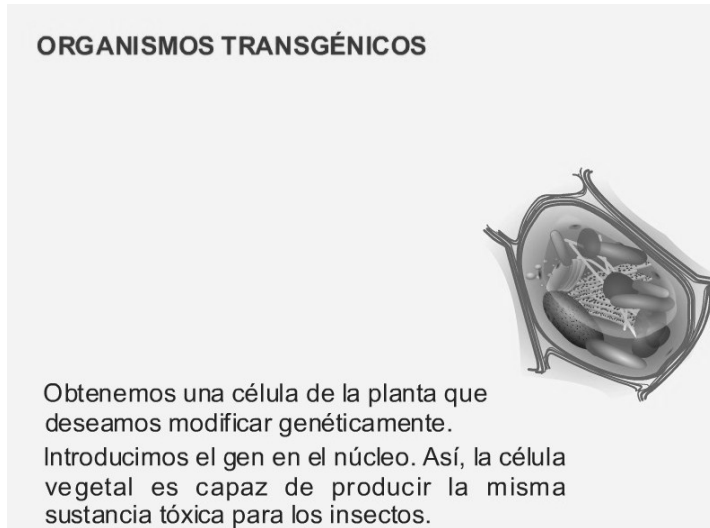 ORGANISMOS TRANSGÉNICOS
Obtenemos una célula de la planta que
deseamos modificar genéticamente.
Introducimos el gen en el núcleo. Así, la célula
vegetal es capaz de producir la misma
sustancia tóxica para los insectos.